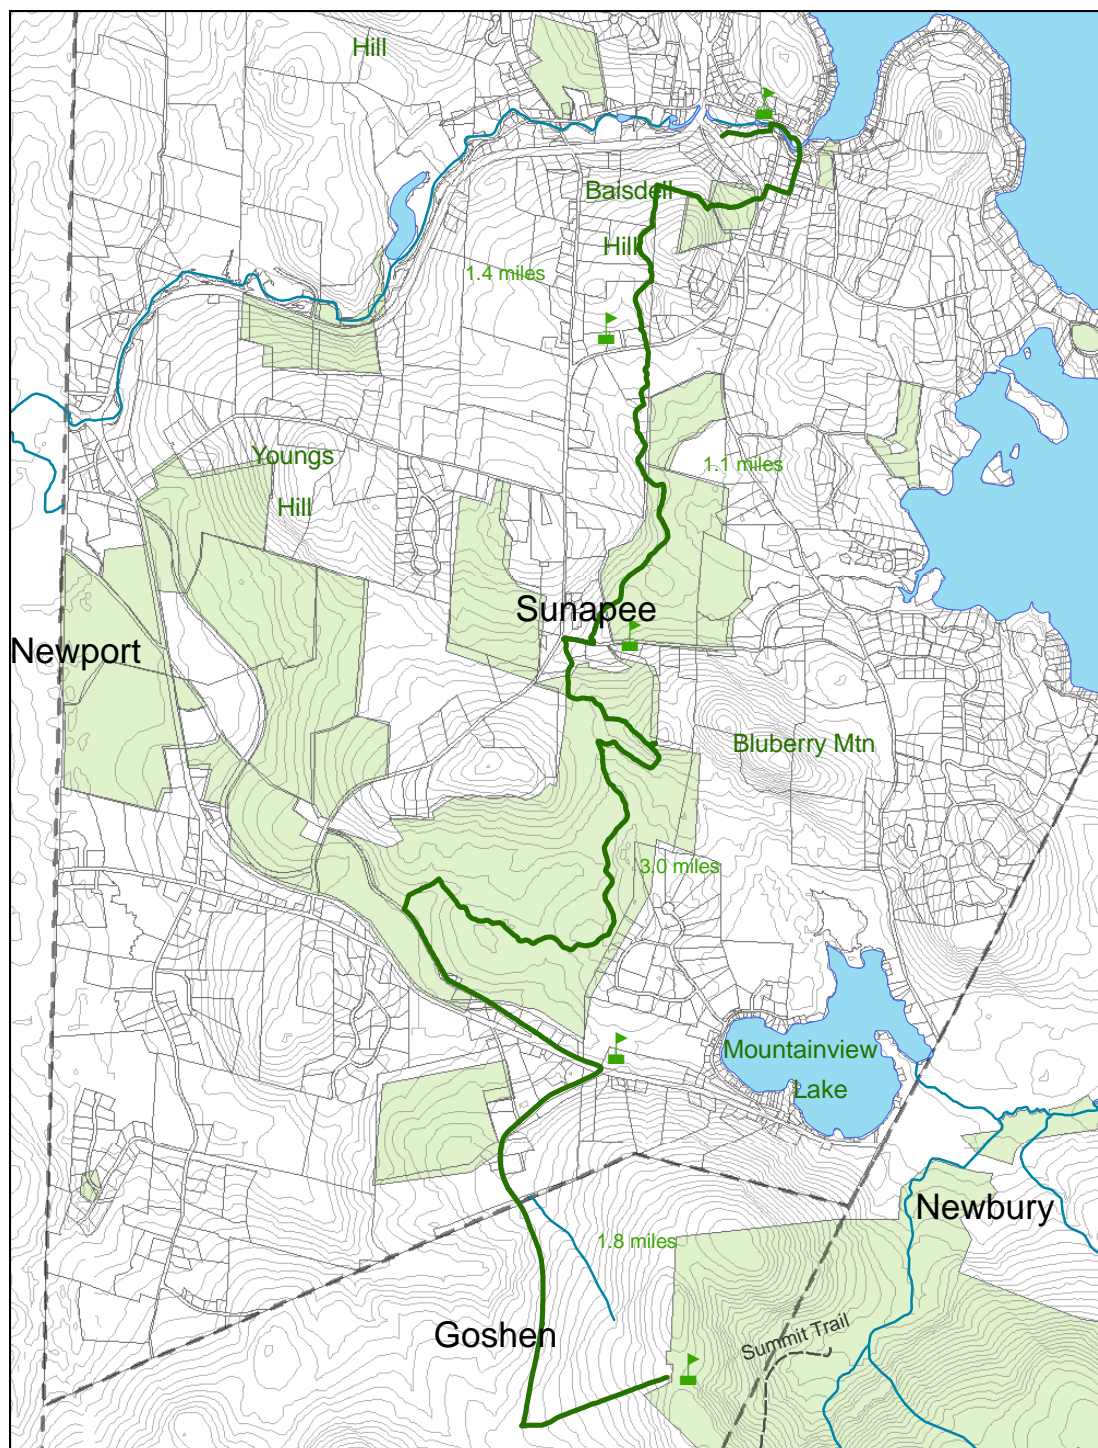 Hill
Baisdell
Hill
1.4 miles
Youngs
Hill
1.1 miles
Sunapee
Newport
Bluberry Mtn
3.0 miles
Mountainview
Lake
Newbury
1.8 miles
Goshen
Summit Trail